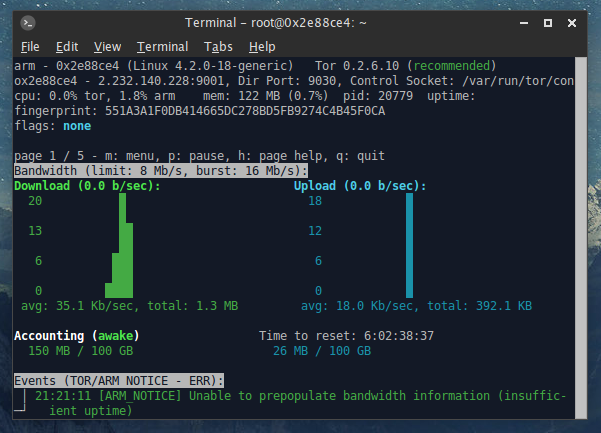 Terminal – root@0x2e88ce4: ~
File Edit View Terminal Tabs Help
arm - 0x2e88ce4 (Linux 4.2.0-18-generic) Tor 0.2.6.10 (recommended)
ox2e88ce4 - 2.232.140.228:9001, Dir Port: 9030, Control Socket: /var/run/tor/con
cpu: 0.0% tor, 1.8% arm mem: 122 MB (0.7%) pid: 20779 uptime:
fingerprint: 551A3A1F0DB414665DC278BD5FB9274C4B45F0CA
flags: none
page 1 / 5 - m: menu, p: pause, h: page help, q: quit
Bandwidth (limit: 8 Mb/s, burst: 16 Mb/s):
Download (0.0 b/sec): Upload (0.0 b/sec):
20 18
13 12
6 6
0 0
avg: 35.1 Kb/sec, total: 1.3 MB avg: 18.0 Kb/sec, total: 392.1 KB
Accounting (awake) Time to reset: 6:02:38:37
150 MB / 100 GB 26 MB / 100 GB
Events (TOR/ARM NOTICE - ERR):
21:21:11 [ARM_NOTICE] Unable to prepopulate bandwidth information (insuffic-
ient uptime)